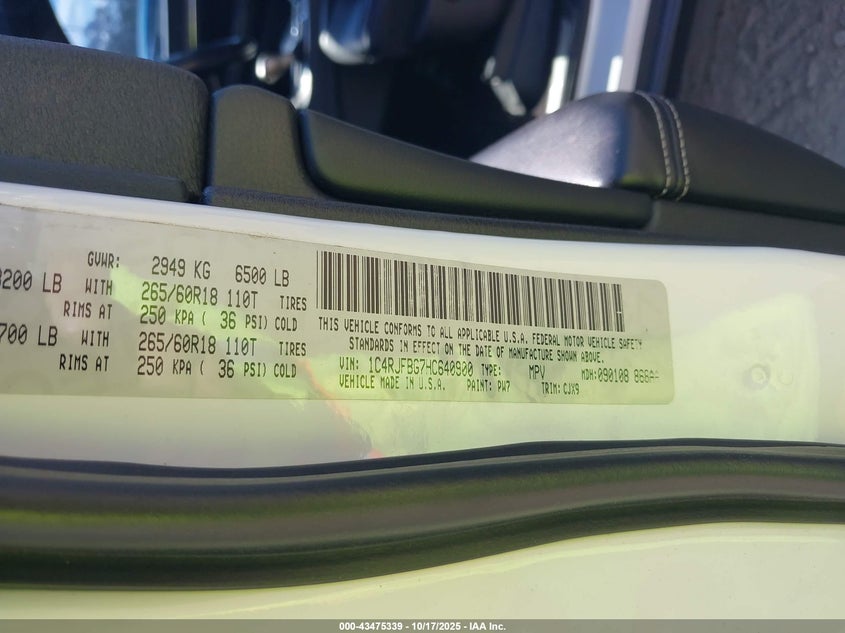 GVWR: 2949 KG 6500 LB
200 LB WITH 265/60R18 110T TIRES
RIMS AT 250 KPA ( 36 PSI) COLD
700 LB WITH 265/60R18 110T TIRES
RIMS AT 250 KPA ( 36 PSI) COLD
THIS VEHICLE CONFORMS TO ALL APPLICABLE U.S.A. FEDERAL MOTOR VEHICLE SAFETY
STANDARDS IN EFFECT ON THE DATE OF MANUFACTURE SHOWN ABOVE.
VIN: 1C4RJFBG7HC640900 TYPE: MPV MDH: 090108 866AA
VEHICLE MADE IN U.S.A. PAINT: PW7 TRIM: CJX9
000-43475339 - 10/17/2025 - IAA Inc.